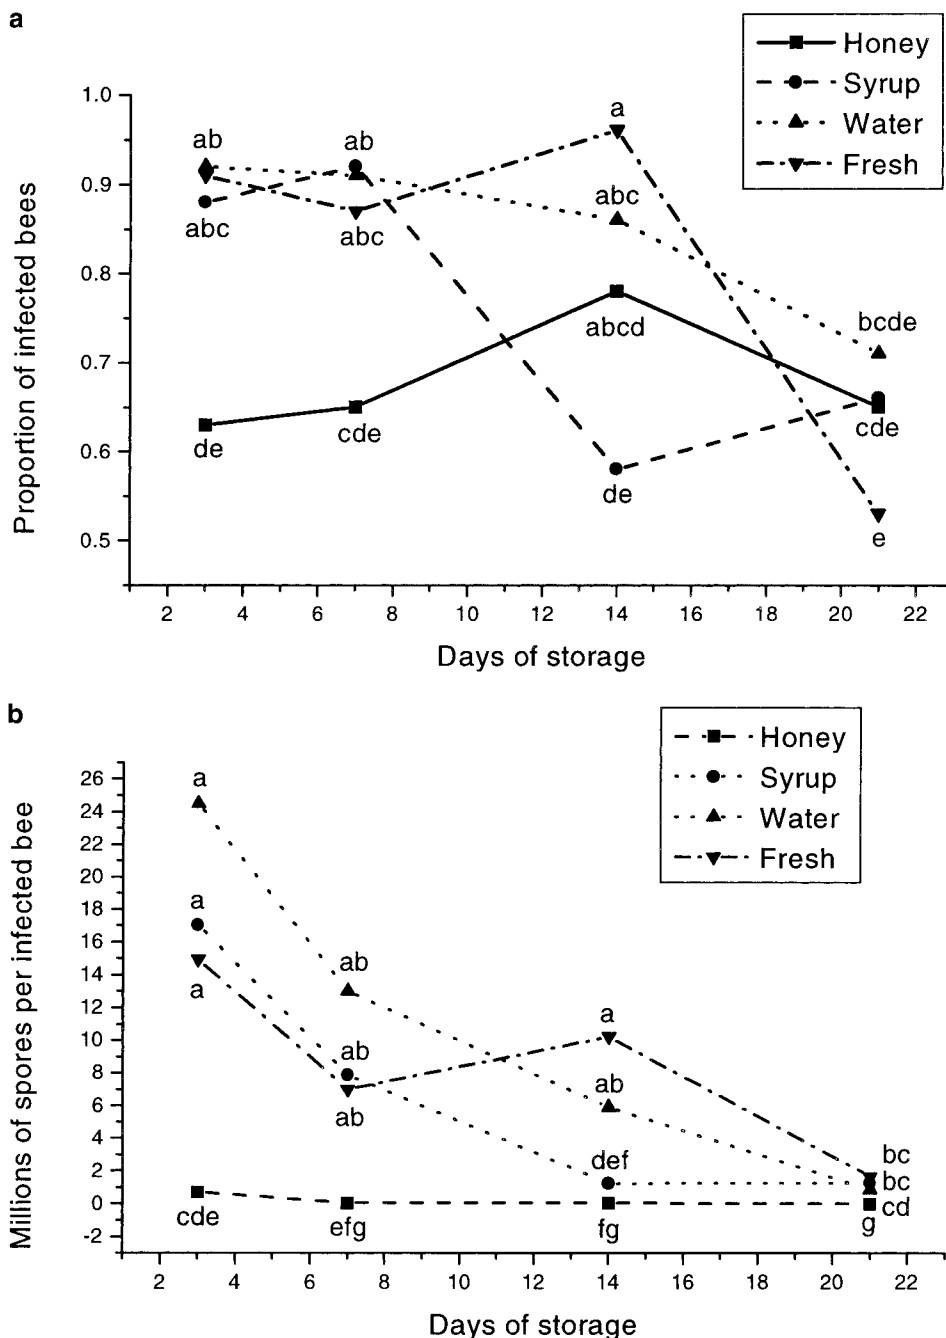 a
Honey
Syrup
Water
Fresh
Proportion of infected bees
1.0
0.9
0.8
0.7
0.6
0.5
ab
ab
a
abc
abc
abc
abcd
bcde
de
cde
cde
de
e
2 4 6 8 10 12 14 16 18 20 22
Days of storage
b
Honey
Syrup
Water
Fresh
Millions of spores per infected bee
26
24
22
20
18
16
14
12
10
8
6
4
2
0
-2
a
a
a
ab
ab
ab
a
ab
def
bc
bc
cd
cde
efg
fg
g
2 4 6 8 10 12 14 16 18 20 22
Days of storage